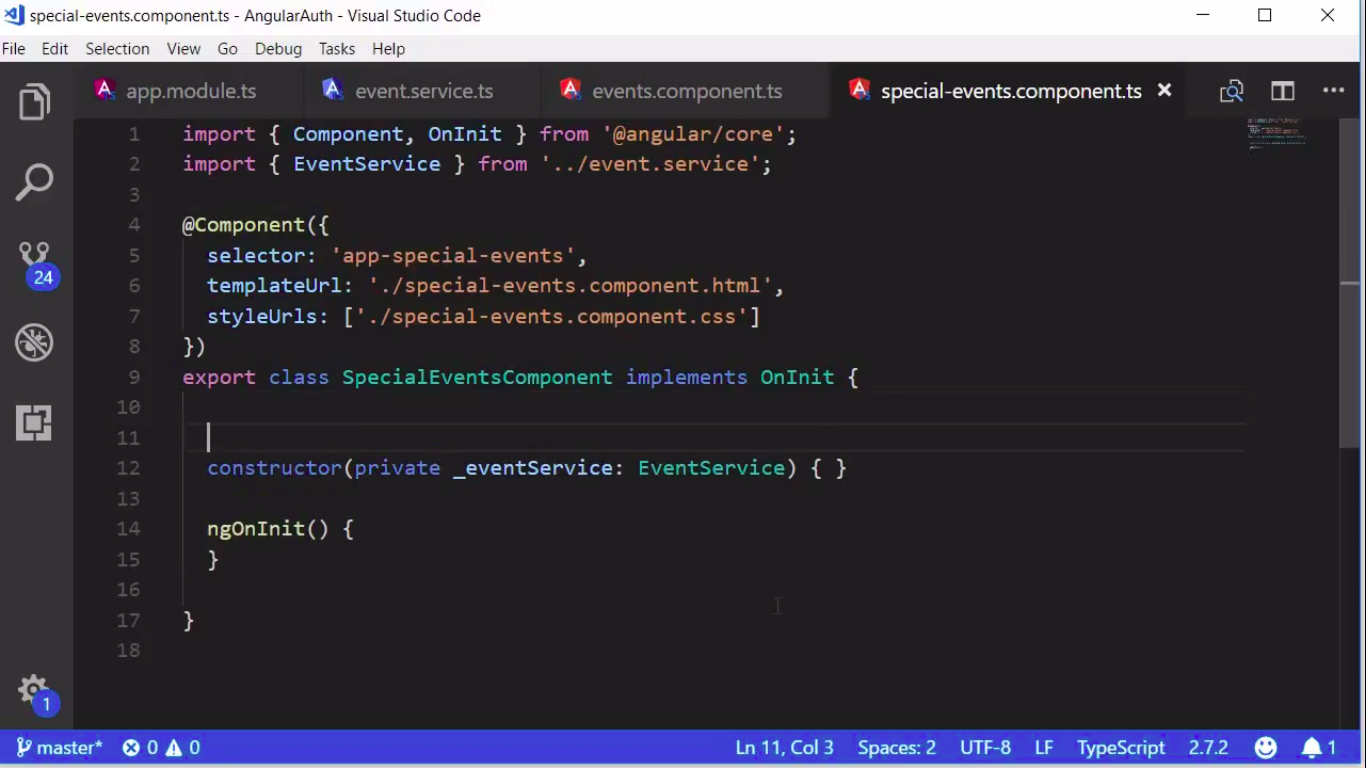 special-events.component.ts - AngularAuth - Visual Studio Code
File Edit Selection View Go Debug Tasks Help
app.module.ts event.service.ts events.component.ts special-events.component.ts
1 import { Component, OnInit } from '@angular/core';
2 import { EventService } from '../event.service';
3
4 @Component({
5   selector: 'app-special-events',
6   templateUrl: './special-events.component.html',
7   styleUrls: ['./special-events.component.css']
8 })
9 export class SpecialEventsComponent implements OnInit {
10
11
12   constructor(private _eventService: EventService) { }
13
14   ngOnInit() {
15   }
16
17 }
18
24
1
master* 0 0 Ln 11, Col 3 Spaces: 2 UTF-8 LF TypeScript 2.7.2 1